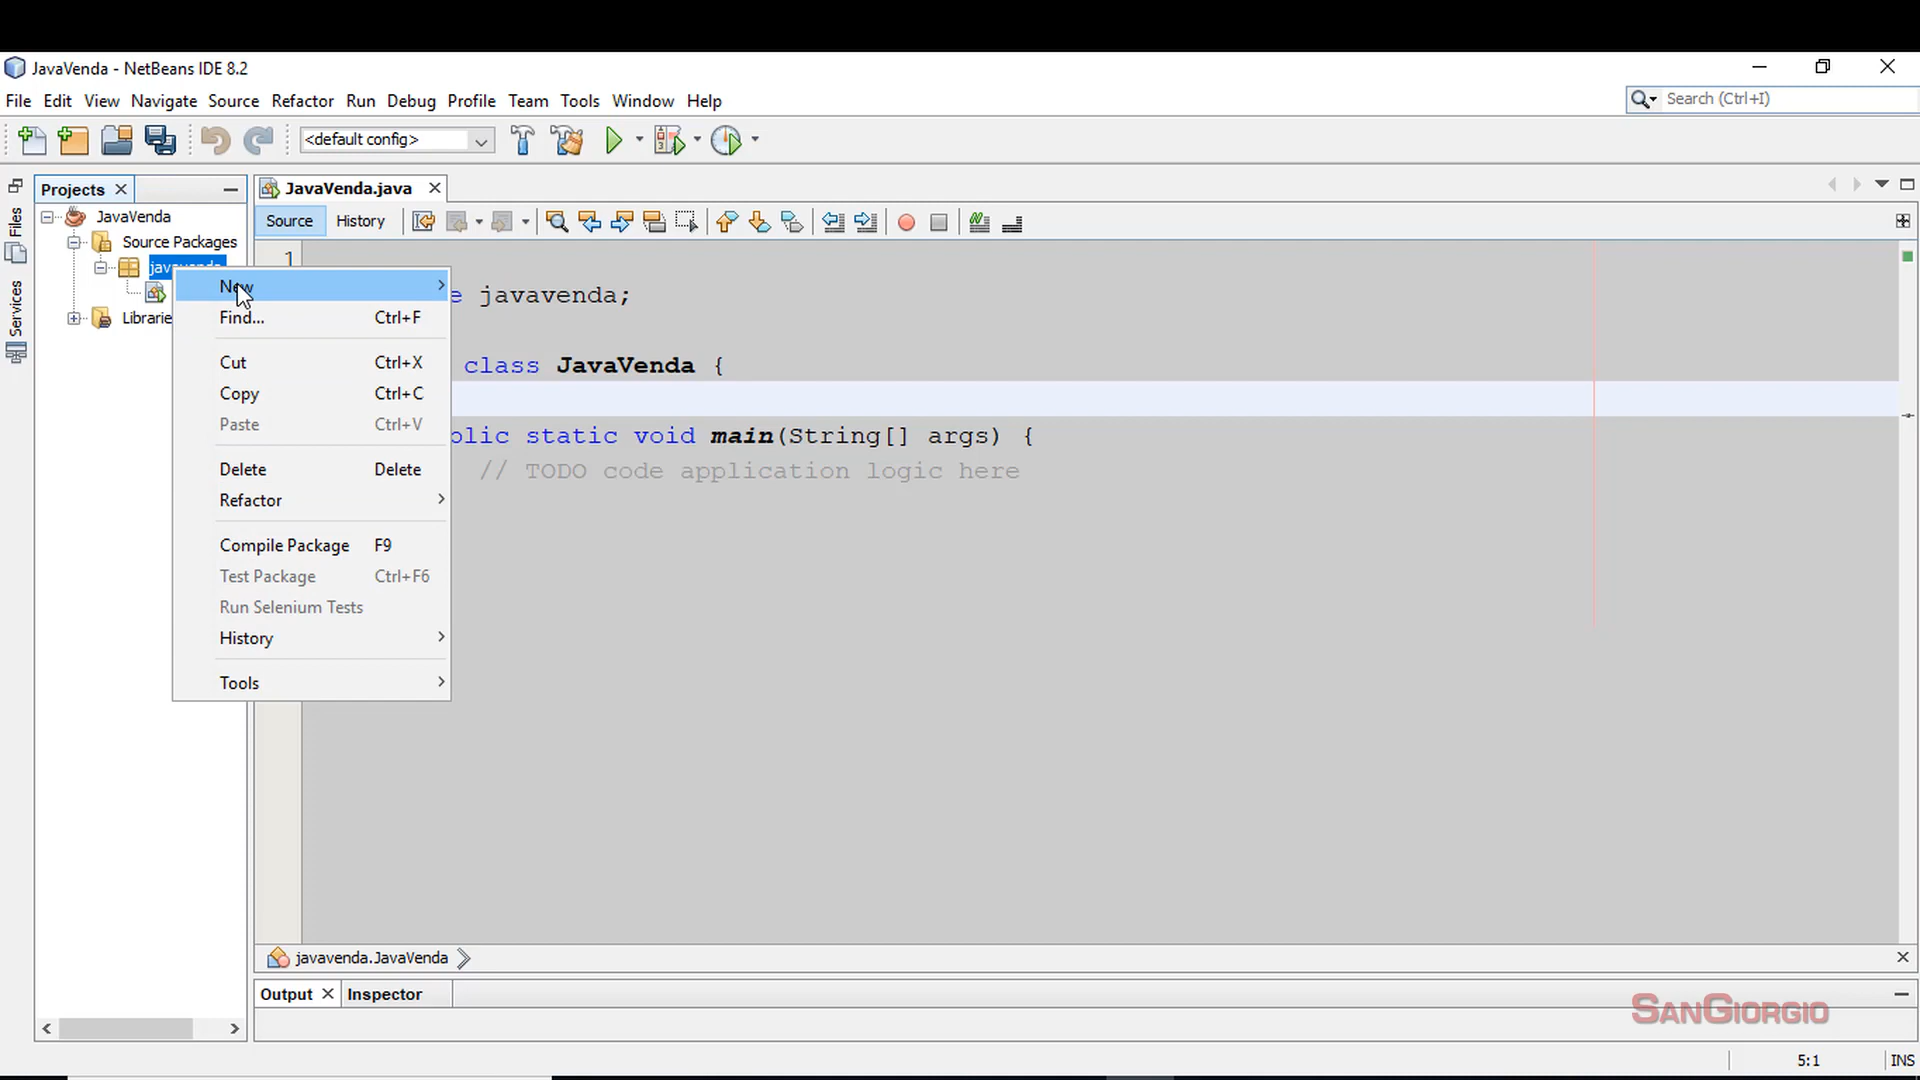 JavaVenda - NetBeans IDE 8.2
File Edit View Navigate Source Refactor Run Debug Profile Team Tools Window Help
Search (Ctrl+I)
<default config>
Files
Services
Projects
JavaVenda
Source Packages
javavenda
Librarie
New
Find... Ctrl+F
Cut Ctrl+X
Copy Ctrl+C
Paste Ctrl+V
Delete Delete
Refactor
Compile Package F9
Test Package Ctrl+F6
Run Selenium Tests
History
Tools
JavaVenda.java
Source History
1
e javavenda;
class JavaVenda {
blic static void main(String[] args) {
// TODO code application logic here
javavenda.JavaVenda
Output Inspector
SANGIORGIO
5:1 INS